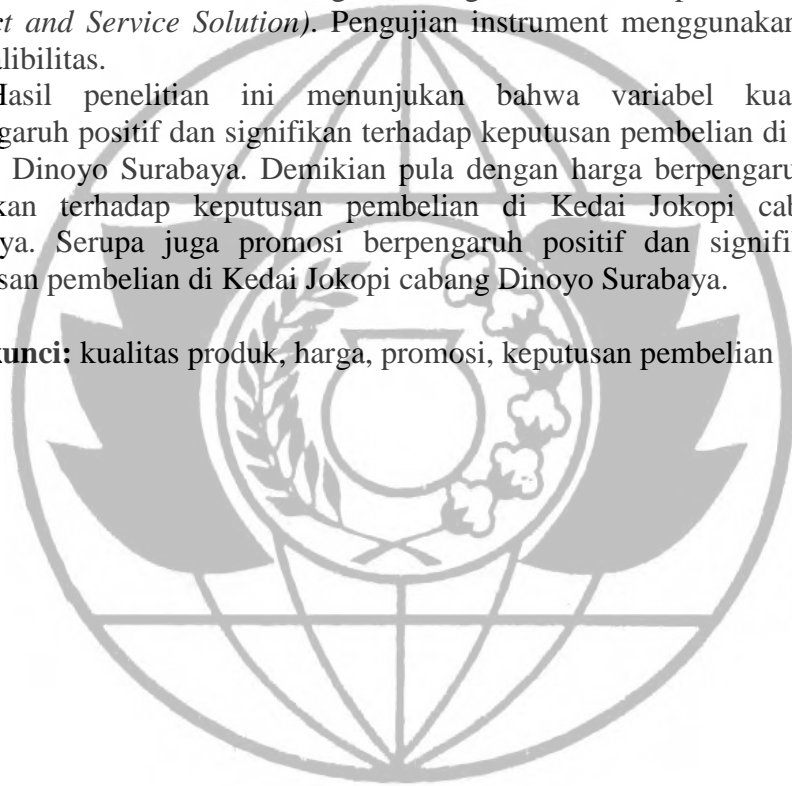 ct and Service Solution). Pengujian instrument menggunakan
alibilitas.
Hasil penelitian ini menunjukan bahwa variabel kua
garuh positif dan signifikan terhadap keputusan pembelian di
Dinoyo Surabaya. Demikian pula dengan harga berpengaru
kan terhadap keputusan pembelian di Kedai Jokopi cab
ya. Serupa juga promosi berpengaruh positif dan signifi
san pembelian di Kedai Jokopi cabang Dinoyo Surabaya.
unci: kualitas produk, harga, promosi, keputusan pembelian